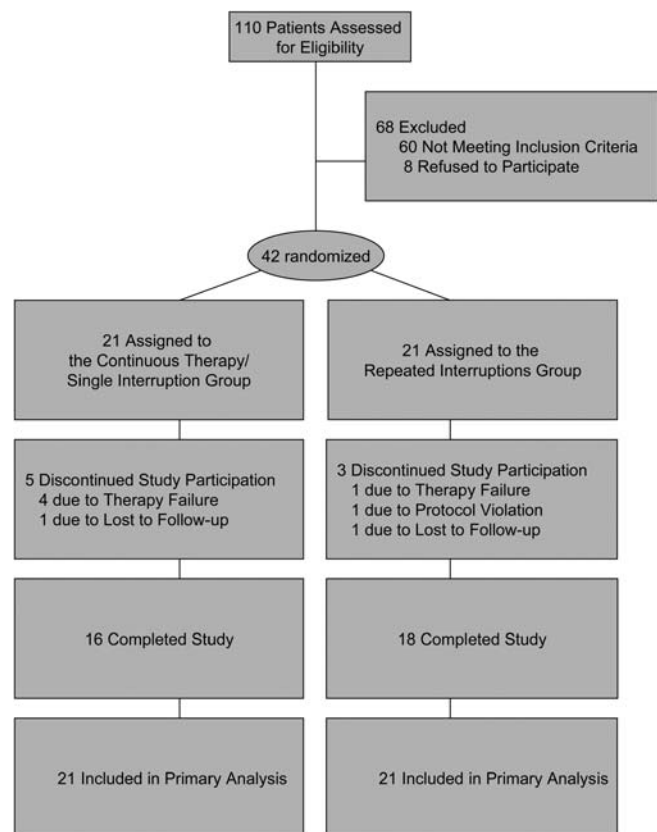 110 Patients Assessed
for Eligibility
68 Excluded
60 Not Meeting Inclusion Criteria
8 Refused to Participate
42 randomized
21 Assigned to
the Continuous Therapy/
Single Interruption Group
21 Assigned to the
Repeated Interruptions Group
5 Discontinued Study Participation
4 due to Therapy Failure
1 due to Lost to Follow-up
3 Discontinued Study Participation
1 due to Therapy Failure
1 due to Protocol Violation
1 due to Lost to Follow-up
16 Completed Study
18 Completed Study
21 Included in Primary Analysis
21 Included in Primary Analysis